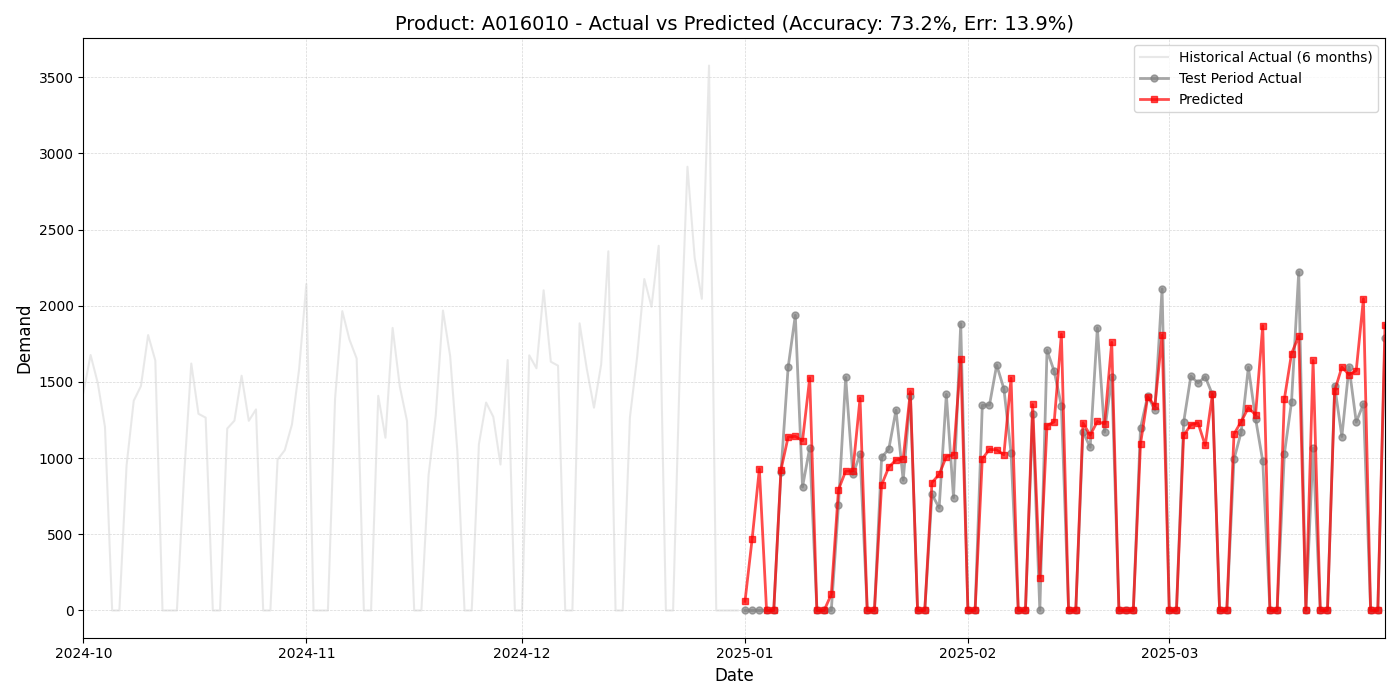 Product: A016010 - Actual vs Predicted (Accuracy: 73.2%, Err: 13.9%)
Historical Actual (6 months)
Test Period Actual
Predicted
Demand
3500
3000
2500
2000
1500
1000
500
0
2024-10
2024-11
2024-12
2025-01
2025-02
2025-03
Date